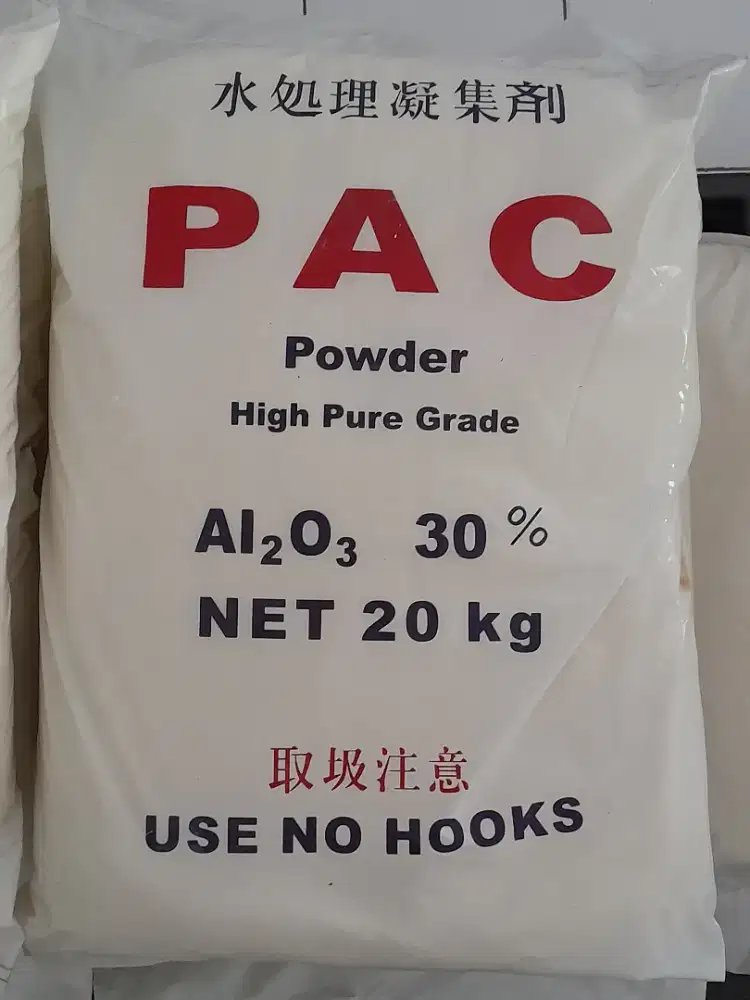 水処理凝集剤
PAC
Powder
High Pure Grade
Al₂O₃ 30%
NET 20 kg
取圾注意
USE NO HOOKS